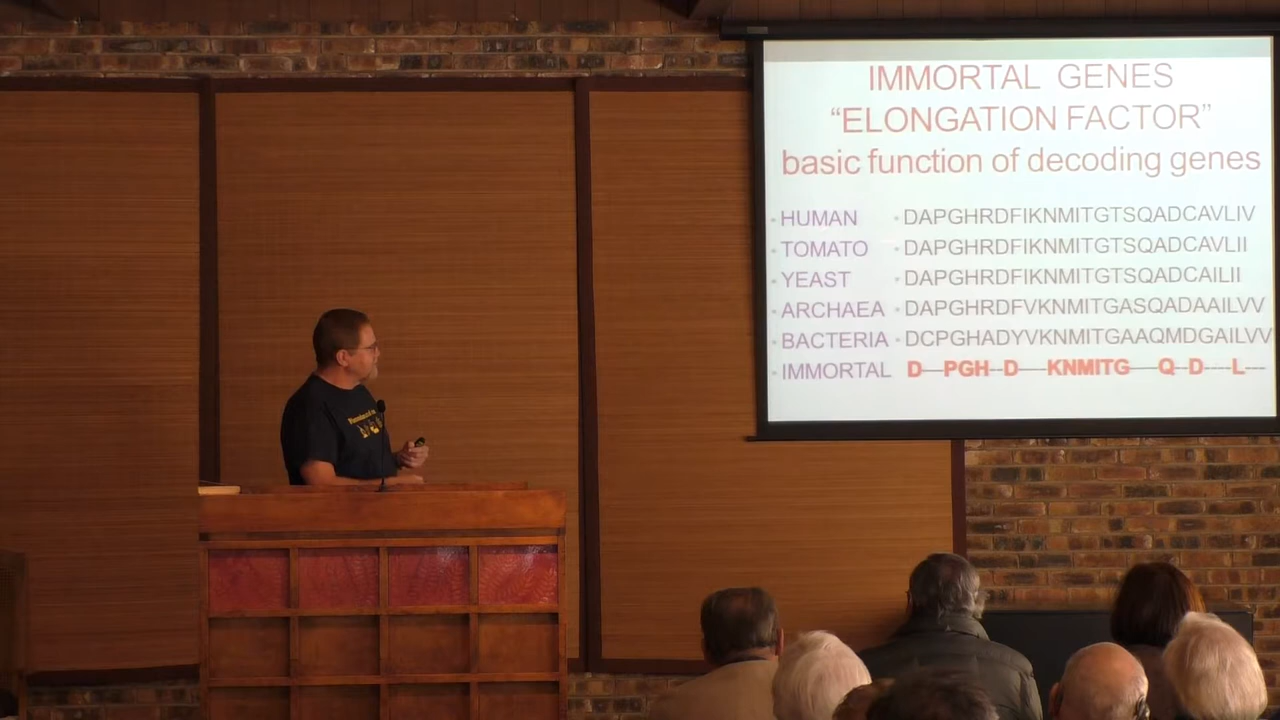 IMMORTAL GENES
“ELONGATION FACTOR”
basic function of decoding genes
• HUMAN • DAPGHRDFIKNMITGTSQADCAVLIV
• TOMATO • DAPGHRDFIKNMITGTSQADCAVLII
• YEAST • DAPGHRDFIKNMITGTSQADCAILII
• ARCHAEA • DAPGHRDFVKNMITGASQADAAILVV
• BACTERIA • DCPGHADYVKNMITGAAQMDGAILVV
• IMMORTAL D---PGH--D----KNMITG----Q--D----L---